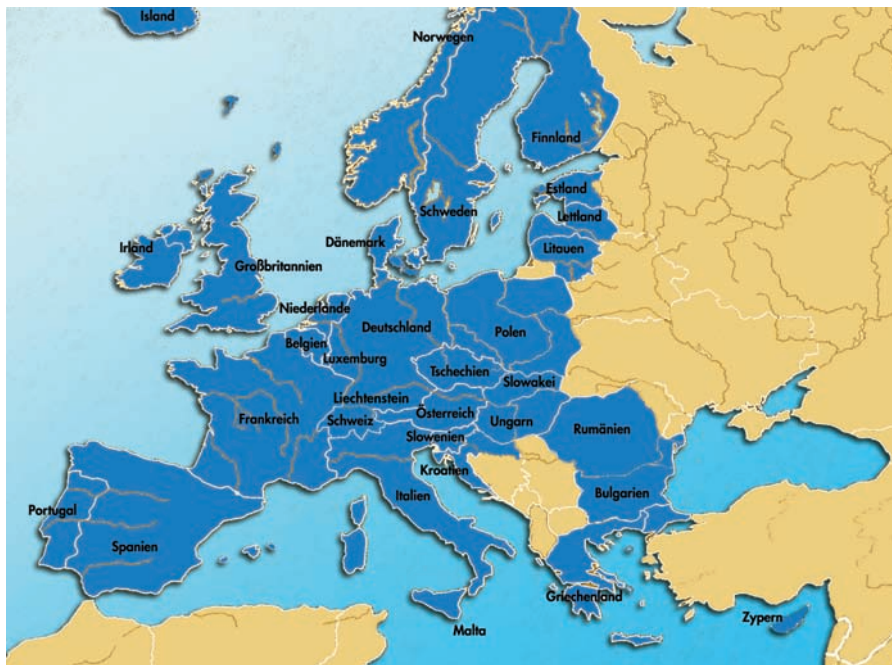 Island
Norwegen
Finnland
Estland
Schweden
Lettland
Irland
Dänemark
Litauen
Großbritannien
Niederlände
Deutschland
Polen
Belgien
Luxemburg
Tschechien
Slowakei
Liechtenstein
Österreich
Frankreich
Schweiz
Ungarn
Rumänien
Slowenien
Kroatien
Bulgarien
Italien
Portugal
Spanien
Griechenland
Zypern
Malta